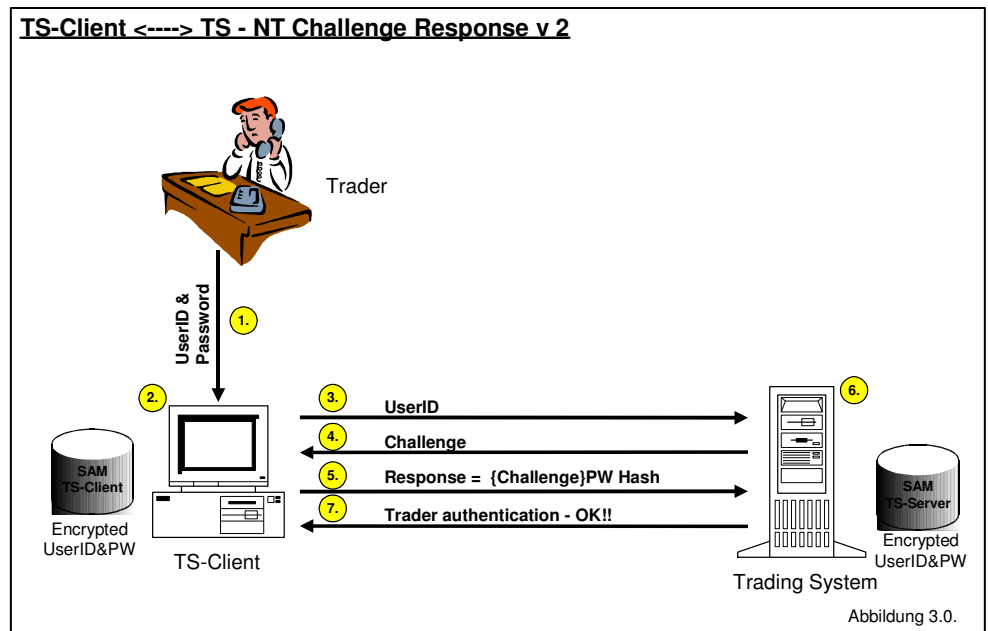 TS-Client <----> TS - NT Challenge Response v 2
Trader
UserID &
Password
1.
2.
3.
UserID
6.
4.
Challenge
5.
Response = {Challenge}PW Hash
7.
Trader authentication - OK!!
SAM
TS-Client
Encrypted
UserID&PW
TS-Client
SAM
TS-Server
Encrypted
UserID&PW
Trading System
Abbildung 3.0.